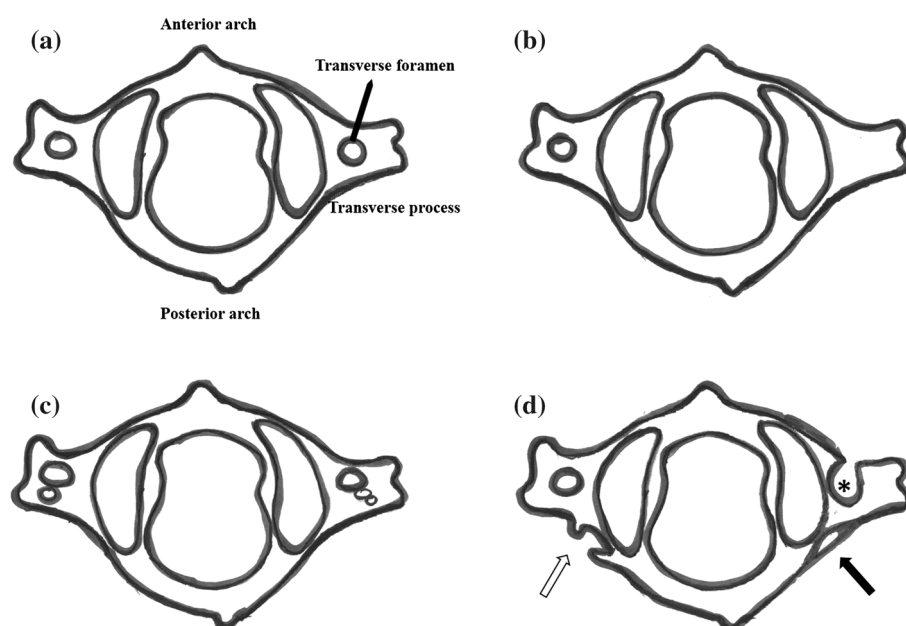 (a)
Anterior arch
(b)
Transverse foramen
Transverse process
Posterior arch
(c)
(d)
*